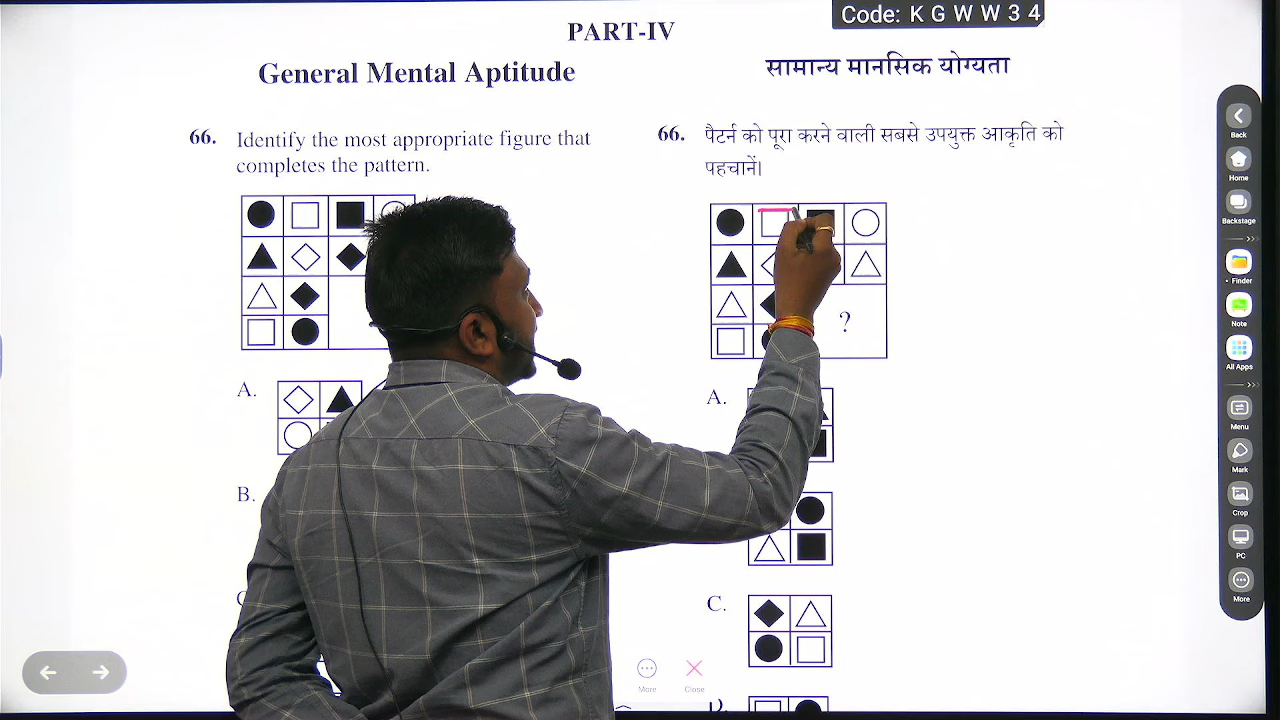 Code: K G W W 3 4
PART-IV
General Mental Aptitude
सामान्य मानसिक योग्यता
66. Identify the most appropriate figure that
completes the pattern.
A.
B.
66. पैटर्न को पूरा करने वाली सबसे उपयुक्त आकृति को
पहचानें।
?
A.
C.
Back
Home
Backstage
Finder
Note
All Apps
Menu
Mark
Crop
PC
More
More
Close